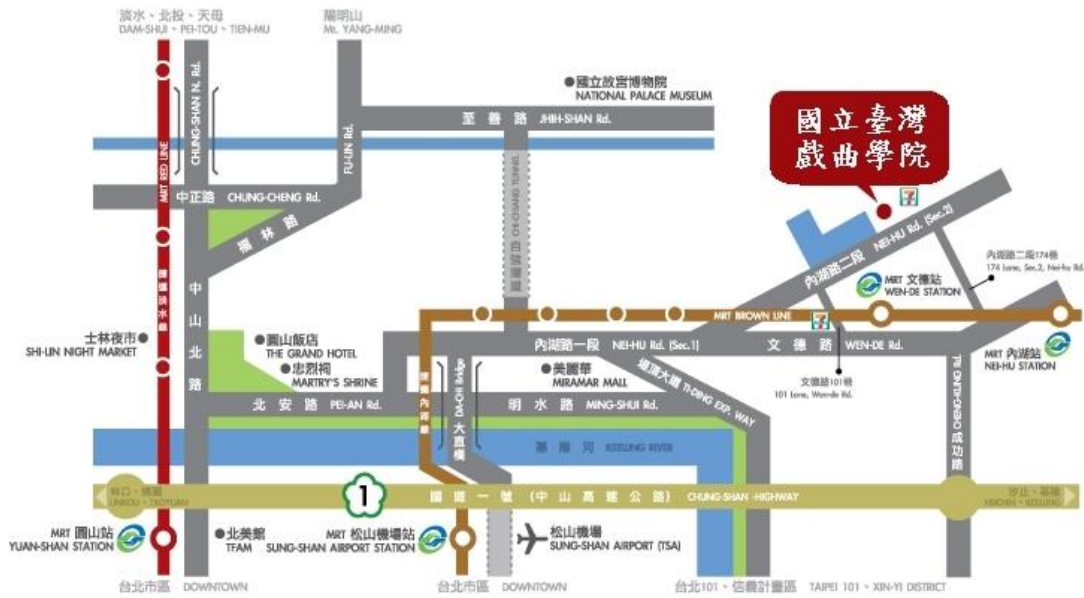 淡水、北投、天母
DAM-SHUI、PEI-TOU、TIEN-MU
陽明山
Mt. YANG-MING
CHUNG-SHAN N. Rd.
MRT RED LINE
FU-LIN Rd.
國立故宮博物院
NATIONAL PALACE MUSEUM
至善路 JHIH-SHAN Rd.
國立臺灣
戲曲學院
中正路 CHUNG-CHENG Rd.
福林路
自強隧道
內湖路二段 NEI-HU Rd. (Sec.2)
內湖路二段174巷
174 Lane, Sec.2, Nei-hu Rd.
MRT 文德站
WEN-DE STATION
中山北路
MRT BROWN LINE
士林夜市
SHI-LIN NIGHT MARKET
圓山飯店
THE GRAND HOTEL
忠烈祠
MARTRY'S SHRINE
內湖路一段 NEI-HU Rd. (Sec.1)
文德路 WEN-DE Rd.
MRT 內湖站
NEI-HU STATION
美麗華
MIRAMAR MALL
文德路101巷
101 Lane, Wen-de Rd.
堤頂大道 TI-DING EXP. WAY
北安路 PEI-AN Rd.
DA-CHI Bridge
大直橋
明水路 MING-SHUI Rd.
成功路
基隆河 KEELUNG RIVER
林口、桃園
1
國道一號 (中山高速公路) CHUNG-SHAN HIGHWAY
汐止、基隆
MRT 圓山站
YUAN-SHAN STATION
北美館
TFAM
MRT 松山機場站
SUNG-SHAN AIRPORT STATION
松山機場
SUNG-SHAN AIRPORT (TSA)
台北市區 DOWNTOWN
台北市區 DOWNTOWN
台北101、信義計畫區 TAIPEI 101、XIN-YI DISTRICT